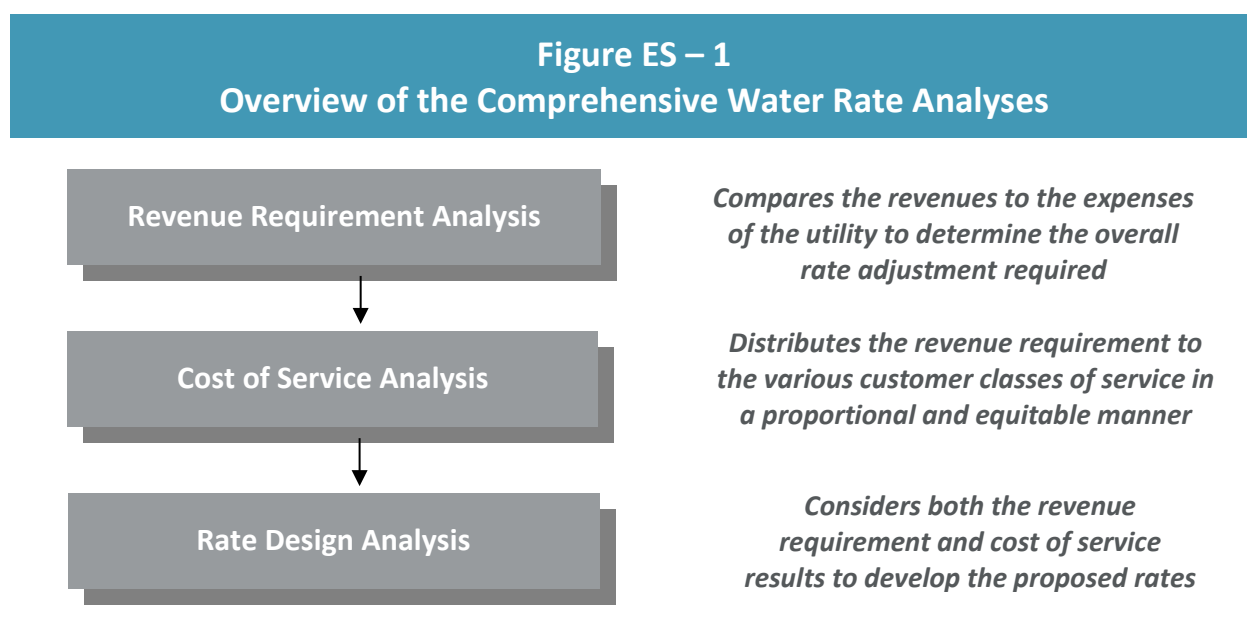 Figure ES – 1
Overview of the Comprehensive Water Rate Analyses
Revenue Requirement Analysis
Compares the revenues to the expenses
of the utility to determine the overall
rate adjustment required
Cost of Service Analysis
Distributes the revenue requirement to
the various customer classes of service in
a proportional and equitable manner
Rate Design Analysis
Considers both the revenue
requirement and cost of service
results to develop the proposed rates